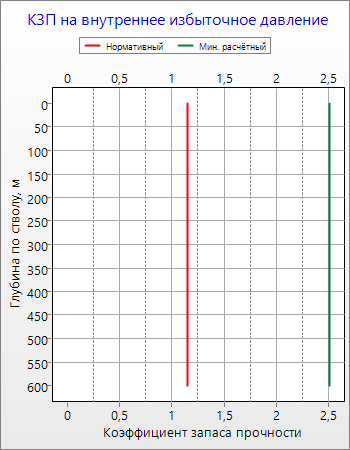 КЗП на внутреннее избыточное давление
Нормативный
Мин. расчётный
0 0,5 1 1,5 2 2,5
Глубина по стволу, м
0
50
100
150
200
250
300
350
400
450
500
550
600
0 0,5 1 1,5 2 2,5
Коэффициент запаса прочности